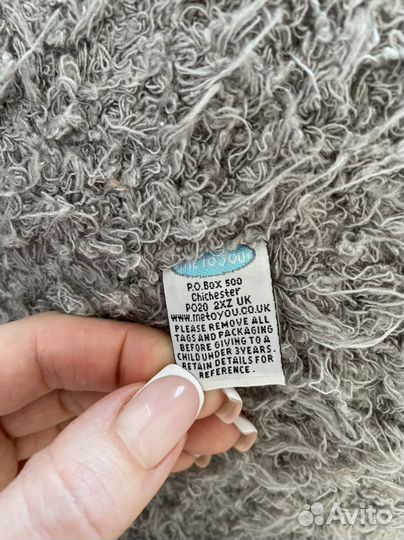 me to you
P.O.Box 500
Chichester
PO20 2XZ UK
www.metoyou.co.uk
PLEASE REMOVE ALL
TAGS AND PACKAGING
BEFORE GIVING TO A
CHILD UNDER 3YEARS.
RETAIN DETAILS FOR
REFERENCE.
Avito